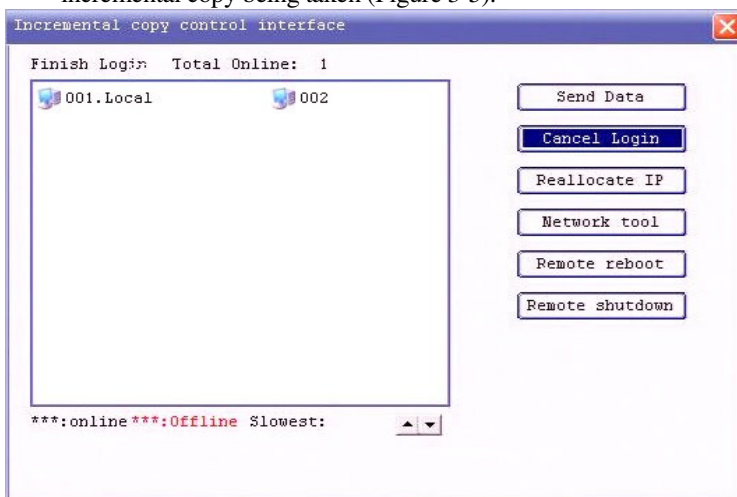 incremental copy being taken (Figure 3-3).
Incremental copy control interface
Finish Login Total Online: 1
001.Local 002
Send Data
Cancel Login
Reallocate IP
Network tool
Remote reboot
Remote shutdown
***:online ***:Offline Slowest: